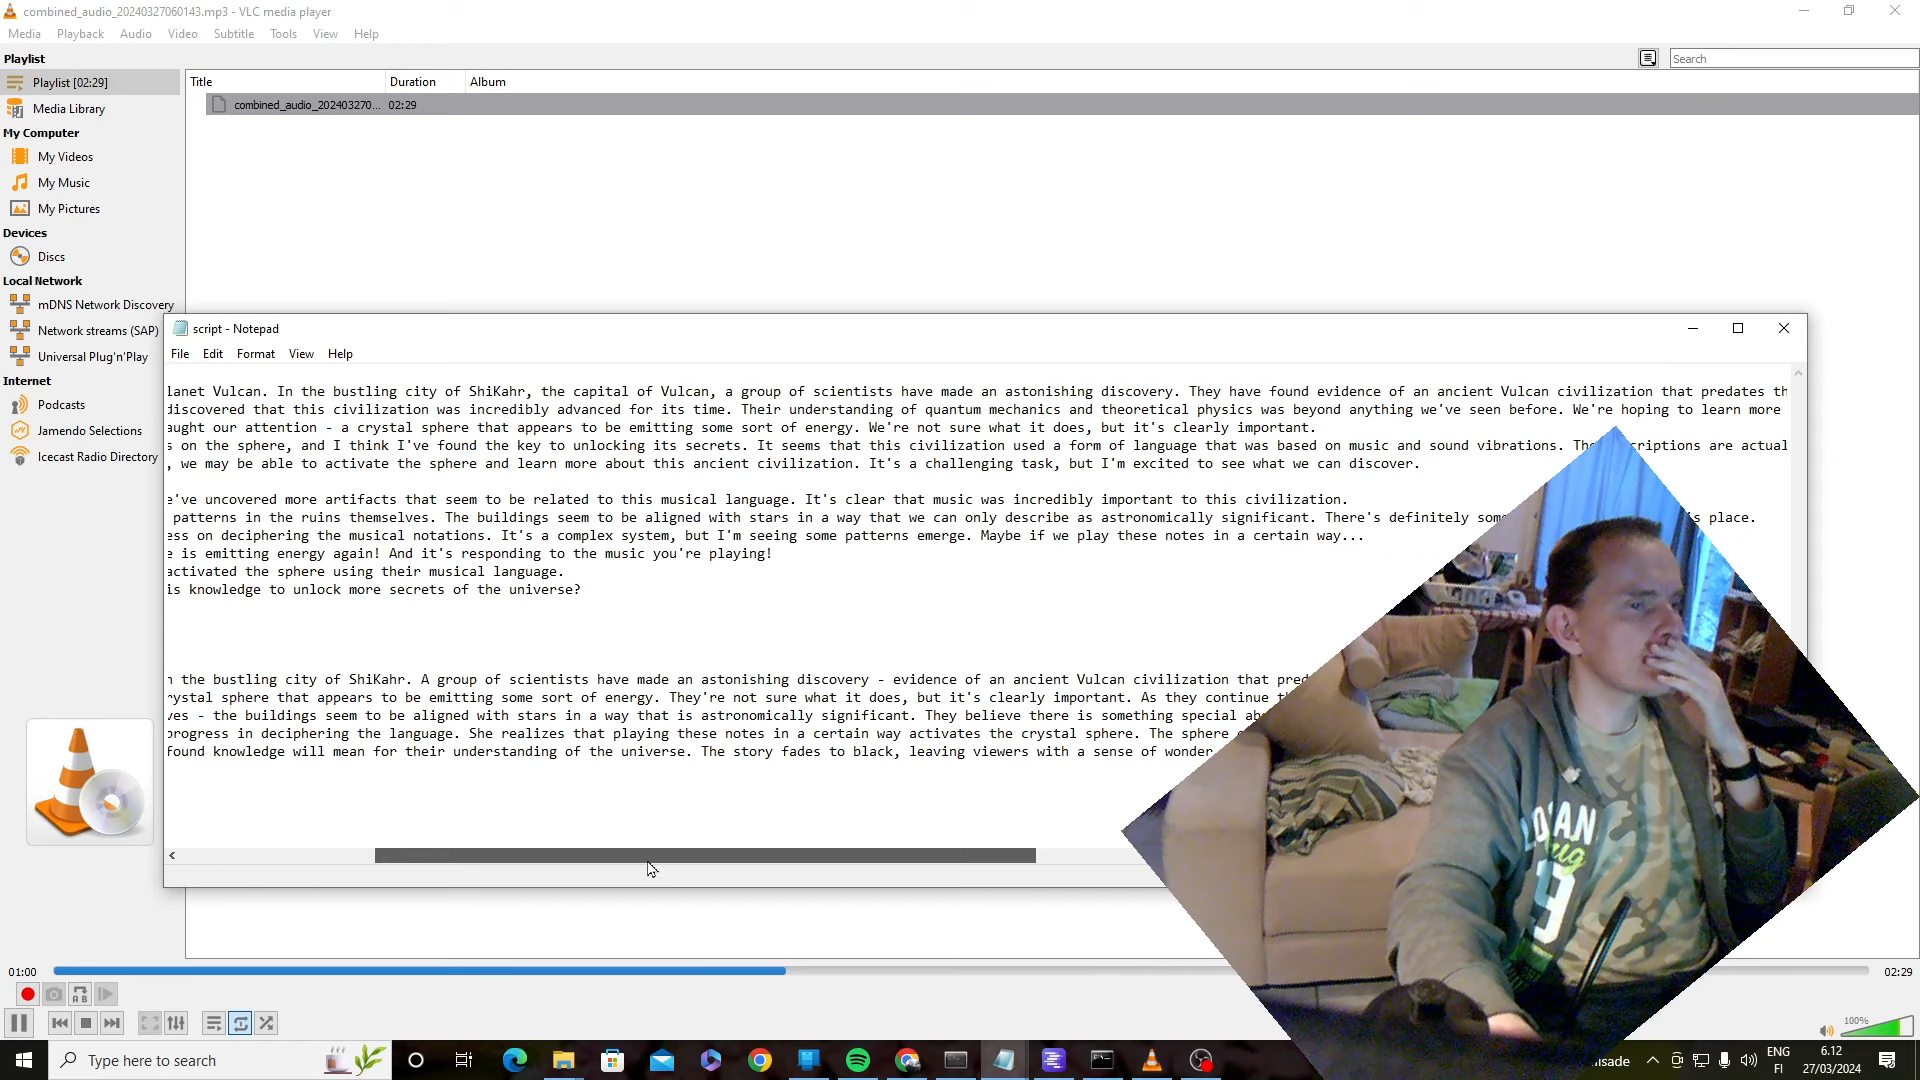 combined_audio_20240327060143.mp3 - VLC media player
Media Playback Audio Video Subtitle Tools View Help
Playlist
Search
Playlist [02:29]
Title Duration Album
combined_audio_202403270... 02:29
Media Library
My Computer
My Videos
My Music
My Pictures
Devices
Discs
Local Network
mDNS Network Discovery
Network streams (SAP)
Universal Plug'n'Play
Internet
Podcasts
Jamendo Selections
Icecast Radio Directory
script - Notepad
File Edit Format View Help
lanet Vulcan. In the bustling city of ShiKahr, the capital of Vulcan, a group of scientists have made an astonishing discovery. They have found evidence of an ancient Vulcan civilization that predates th
discovered that this civilization was incredibly advanced for its time. Their understanding of quantum mechanics and theoretical physics was beyond anything we've seen before. We're hoping to learn more
aught our attention - a crystal sphere that appears to be emitting some sort of energy. We're not sure what it does, but it's clearly important.
s on the sphere, and I think I've found the key to unlocking its secrets. It seems that this civilization used a form of language that was based on music and sound vibrations. The criptions are actual
, we may be able to activate the sphere and learn more about this ancient civilization. It's a challenging task, but I'm excited to see what we can discover.
e've uncovered more artifacts that seem to be related to this musical language. It's clear that music was incredibly important to this civilization.
patterns in the ruins themselves. The buildings seem to be aligned with stars in a way that we can only describe as astronomically significant. There's definitely som s place.
ess on deciphering the musical notations. It's a complex system, but I'm seeing some patterns emerge. Maybe if we play these notes in a certain way...
e is emitting energy again! And it's responding to the music you're playing!
activated the sphere using their musical language.
is knowledge to unlock more secrets of the universe?
n the bustling city of ShiKahr. A group of scientists have made an astonishing discovery - evidence of an ancient Vulcan civilization that pred
rystal sphere that appears to be emitting some sort of energy. They're not sure what it does, but it's clearly important. As they continue t
ves - the buildings seem to be aligned with stars in a way that is astronomically significant. They believe there is something special ab
progress in deciphering the language. She realizes that playing these notes in a certain way activates the crystal sphere. The sphere
found knowledge will mean for their understanding of the universe. The story fades to black, leaving viewers with a sense of wonder
01:00 02:29
100%
Type here to search
ENG
FI
6.12
27/03/2024